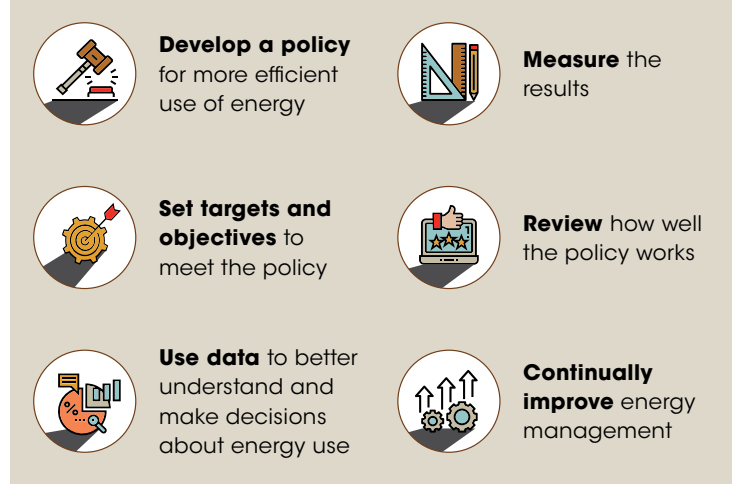 Develop a policy
for more efficient
use of energy
Set targets and
objectives to
meet the policy
Use data to better
understand and
make decisions
about energy use
Measure the
results
Review how well
the policy works
Continually
improve energy
management